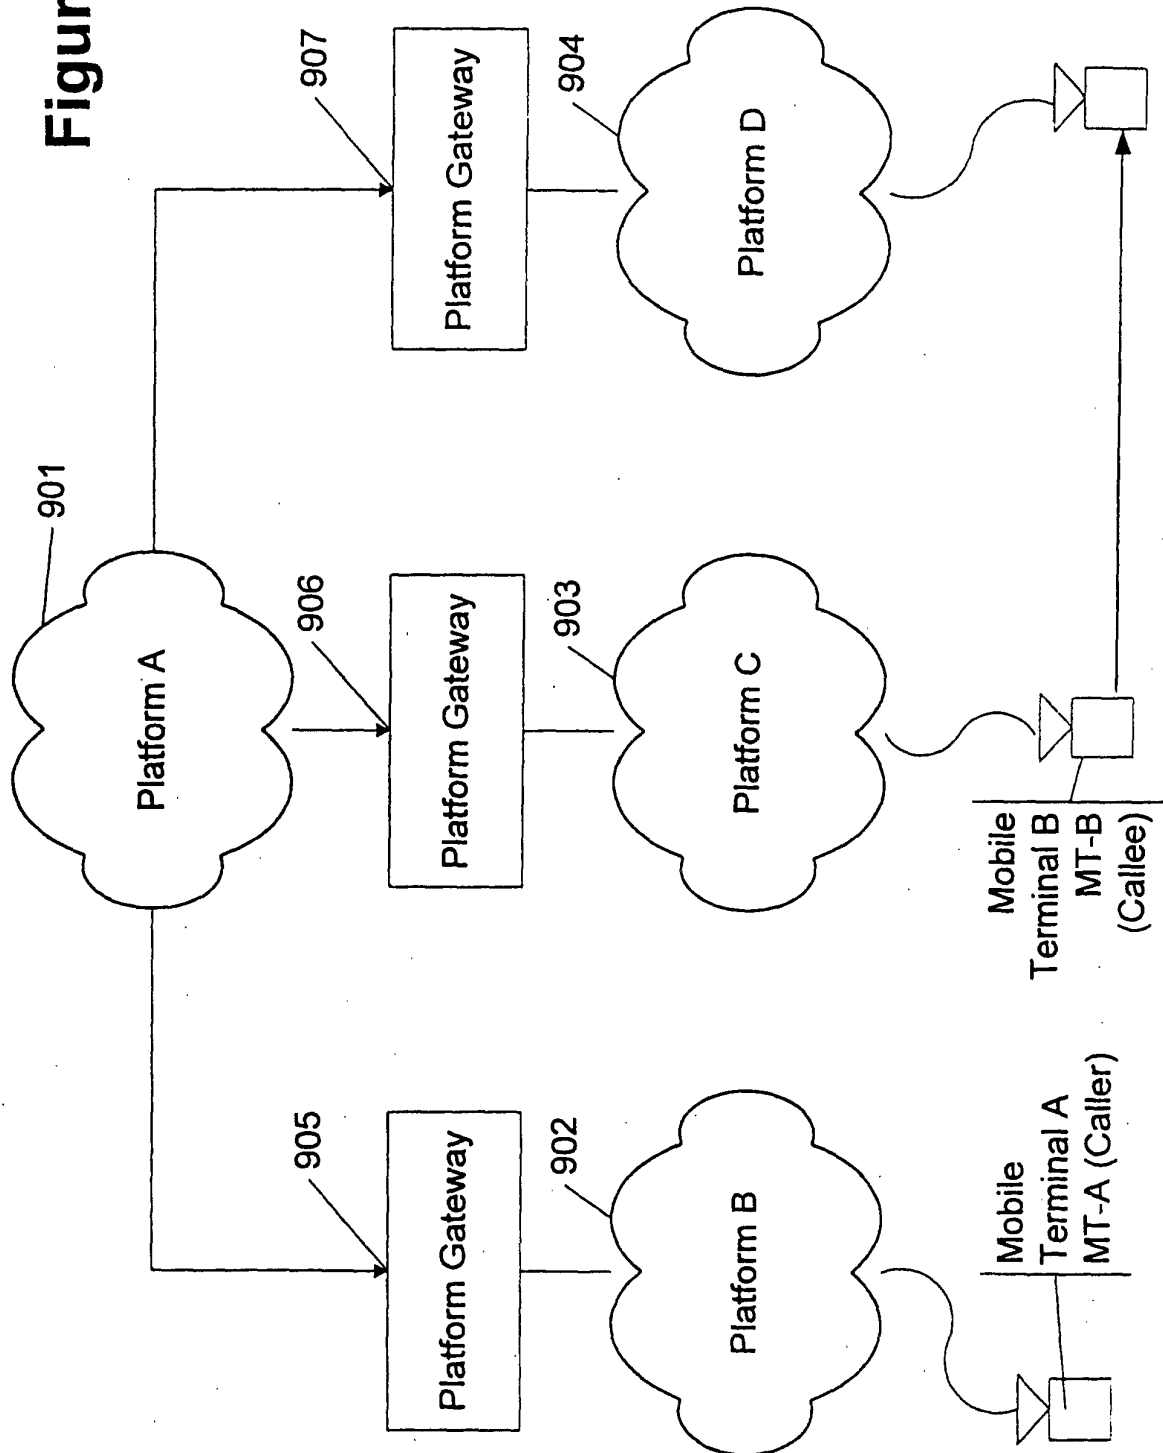 Figur
901
Platform A
905
906
907
Platform Gateway
Platform Gateway
Platform Gateway
902
903
904
Platform B
Platform C
Platform D
Mobile
Terminal A
MT-A (Caller)
Mobile
Terminal B
MT-B
(Callee)